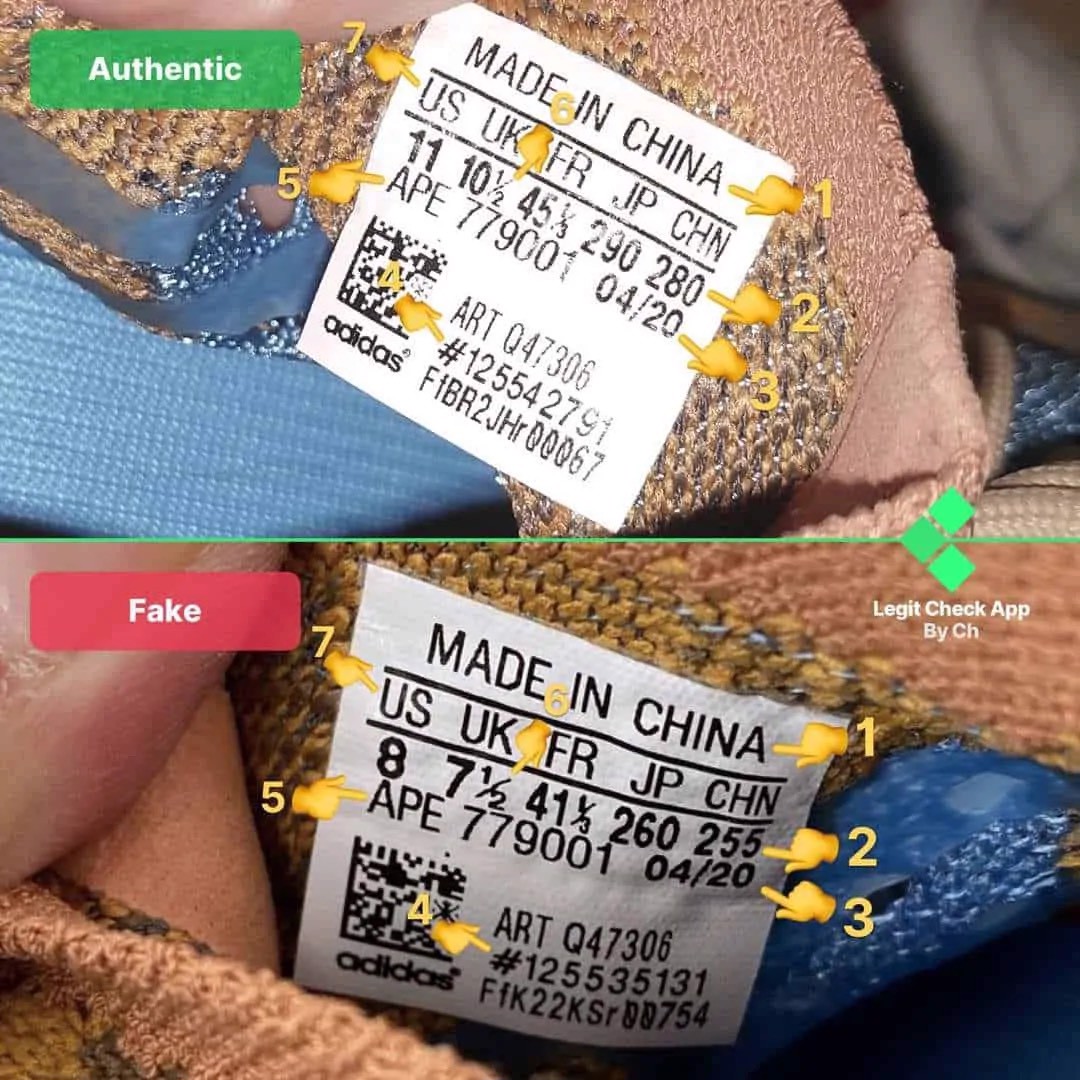 Authentic
7
MADE IN CHINA
6
US UK FR JP CHN
1
11 10½ 45⅓ 290 280
5
APE 779001 04/20
2
4
3
ART Q47306
#125542791
adidas
F1BR2JHr00067
Legit Check App
By Ch
Fake
7
MADE IN CHINA
6
US UK FR JP CHN
1
8 7½ 41⅓ 260 255
5
APE 779001 04/20
2
4
3
ART Q47306
#125535131
adidas
F1K22KSr00754